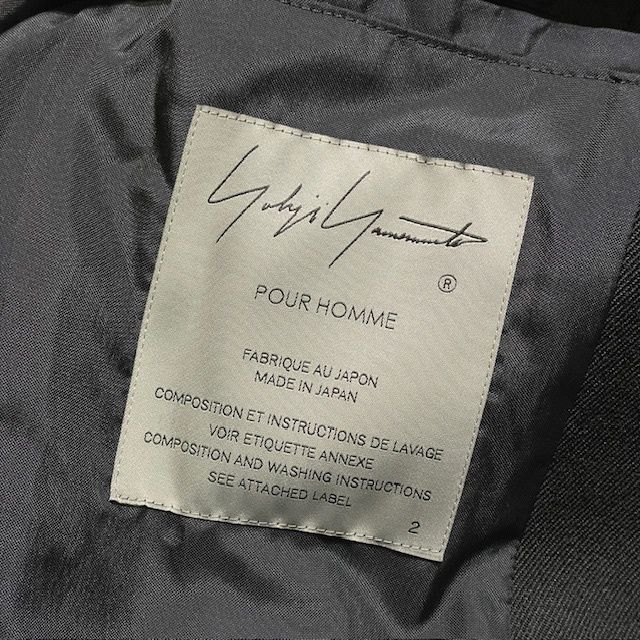 Yohji Yamamoto
®
POUR HOMME
FABRIQUE AU JAPON
MADE IN JAPAN
COMPOSITION ET INSTRUCTIONS DE LAVAGE
VOIR ETIQUETTE ANNEXE
COMPOSITION AND WASHING INSTRUCTIONS
SEE ATTACHED LABEL
2